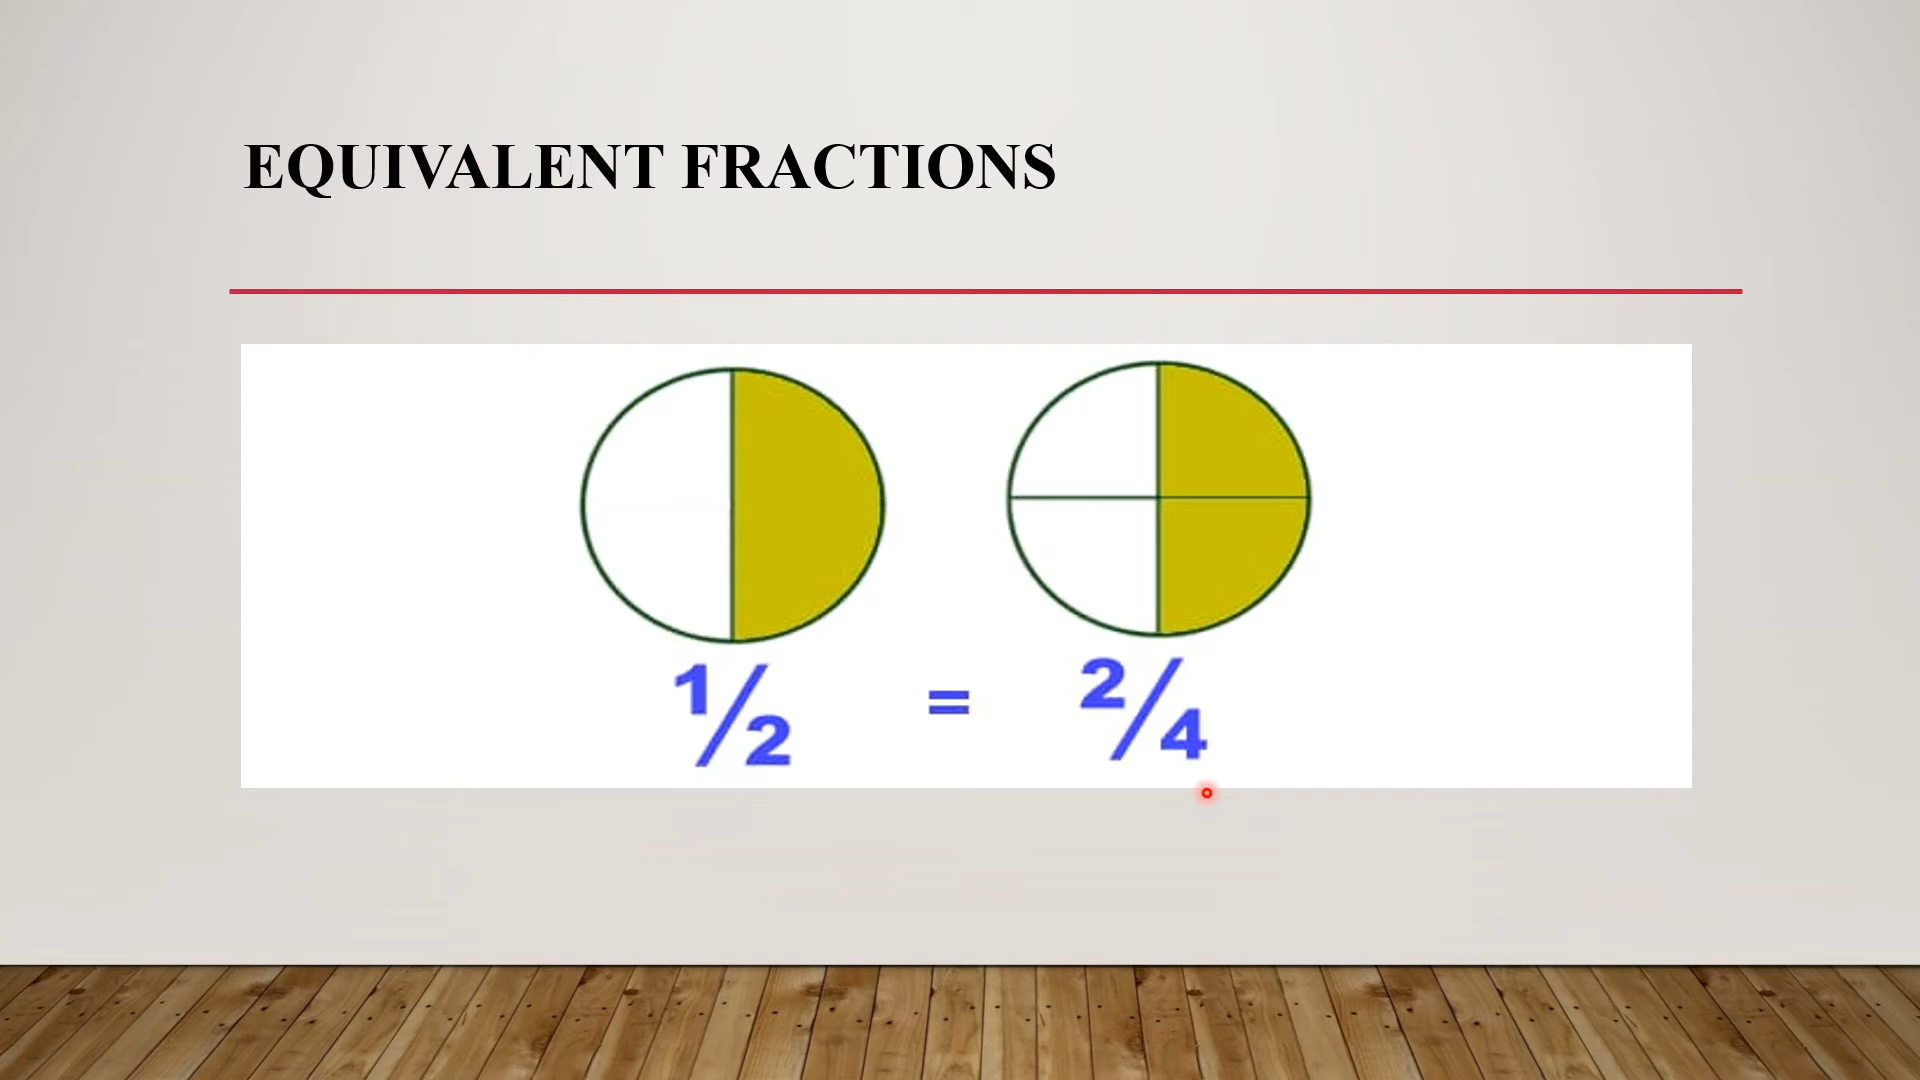 EQUIVALENT FRACTIONS
½ = 2⁄4